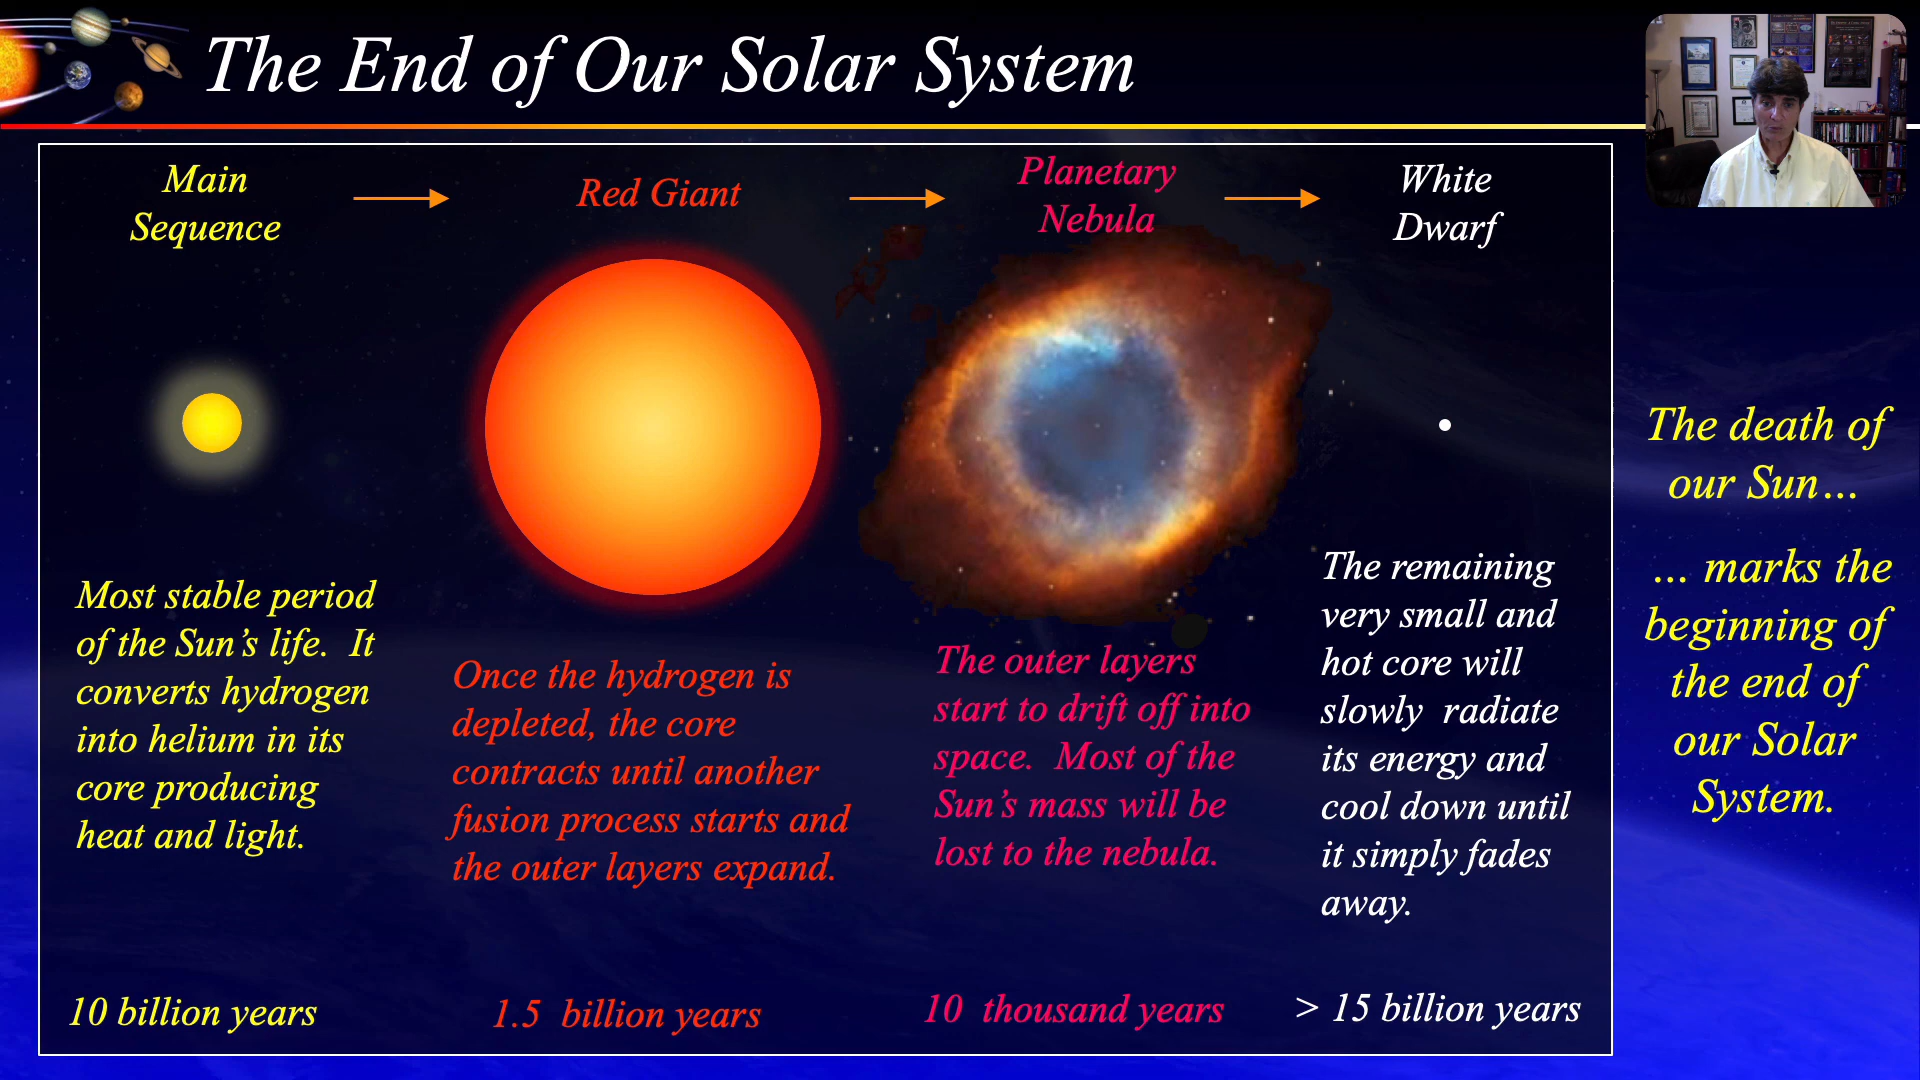 The End of Our Solar System
Main
Sequence
Red Giant
Planetary
Nebula
White
Dwarf
Most stable period
of the Sun's life.  It
converts hydrogen
into helium in its
core producing
heat and light.
10 billion years
Once the hydrogen is
depleted, the core
contracts until another
fusion process starts and
the outer layers expand.
1.5  billion years
The outer layers
start to drift off into
space.  Most of the
Sun's mass will be
lost to the nebula.
10  thousand years
The remaining
very small and
hot core will
slowly  radiate
its energy and
cool down until
it simply fades
away.
> 15 billion years
The death of
our Sun...
... marks the
beginning of
the end of
our Solar
System.